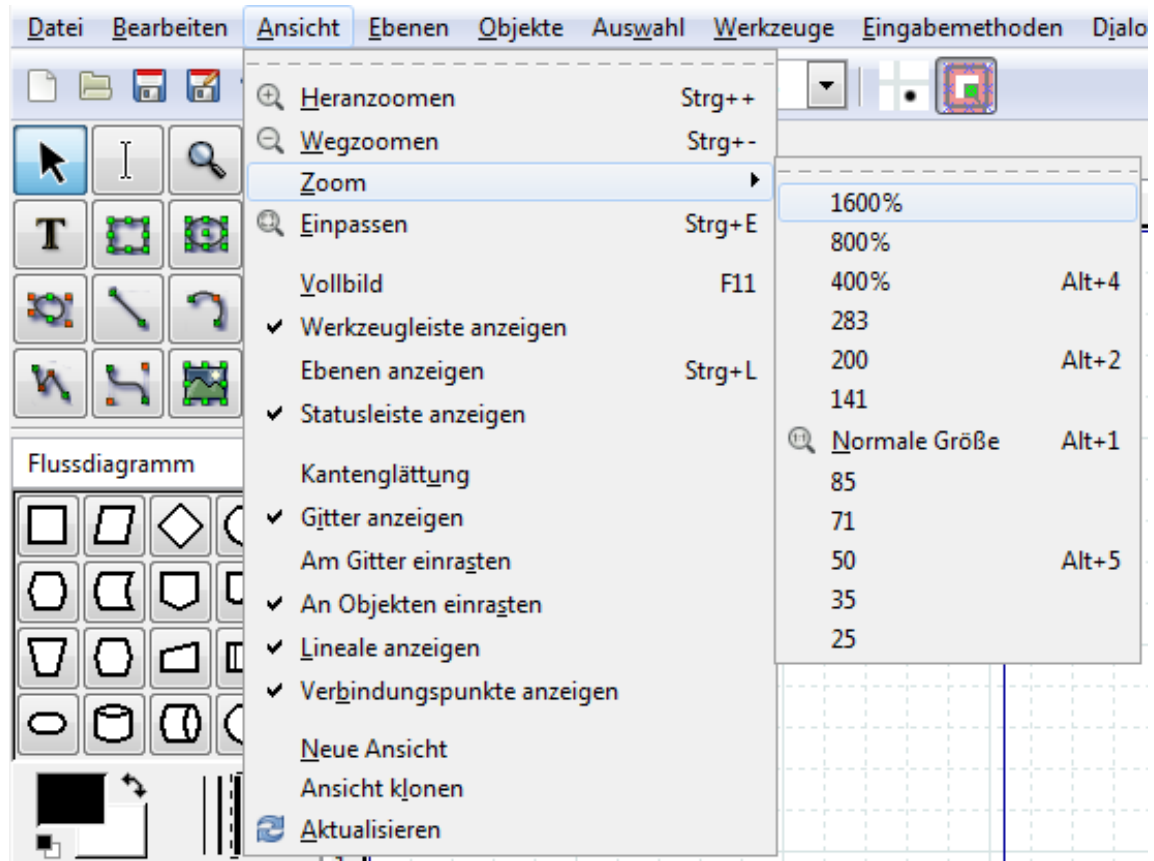 Datei Bearbeiten Ansicht Ebenen Objekte Auswahl Werkzeuge Eingabemethoden Dialo
Heranzoomen Strg++
Wegzoomen Strg+-
Zoom
Einpassen Strg+E
Vollbild F11
Werkzeugleiste anzeigen
Ebenen anzeigen Strg+L
Statusleiste anzeigen
Kantenglättung
Gitter anzeigen
Am Gitter einrasten
An Objekten einrasten
Lineale anzeigen
Verbindungspunkte anzeigen
Neue Ansicht
Ansicht klonen
Aktualisieren
1600%
800%
400% Alt+4
283
200 Alt+2
141
Normale Größe Alt+1
85
71
50 Alt+5
35
25
T
Flussdiagramm